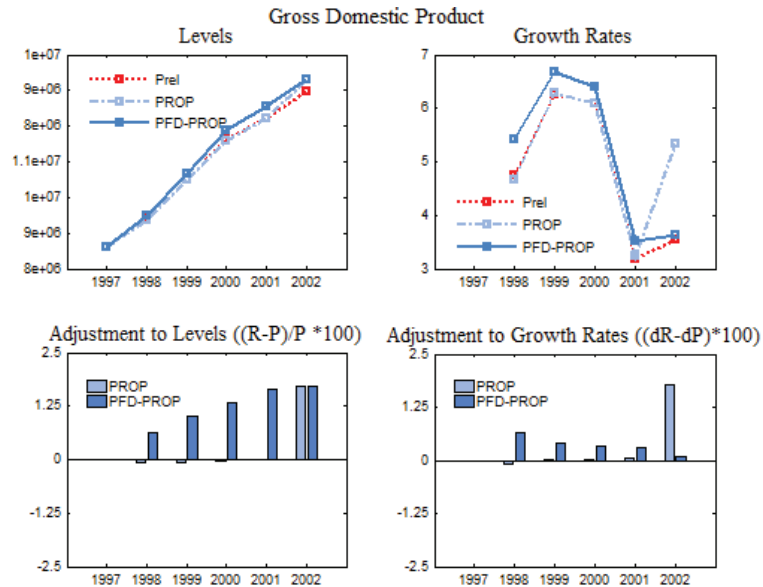 Gross Domestic Product
Levels
1e+07
9e+06
8e+06
1.1e+07
1e+07
9e+06
8e+06
Prel
PROP
PFD-PROP
1997 1998 1999 2000 2001 2002
Growth Rates
7
6
5
4
3
Prel
PROP
PFD-PROP
1997 1998 1999 2000 2001 2002
Adjustment to Levels ((R-P)/P *100)
2.5
1.25
0
-1.25
-2.5
PROP
PFD-PROP
1997 1998 1999 2000 2001 2002
Adjustment to Growth Rates ((dR-dP)*100)
2.5
1.25
0
-1.25
-2.5
PROP
PFD-PROP
1997 1998 1999 2000 2001 2002